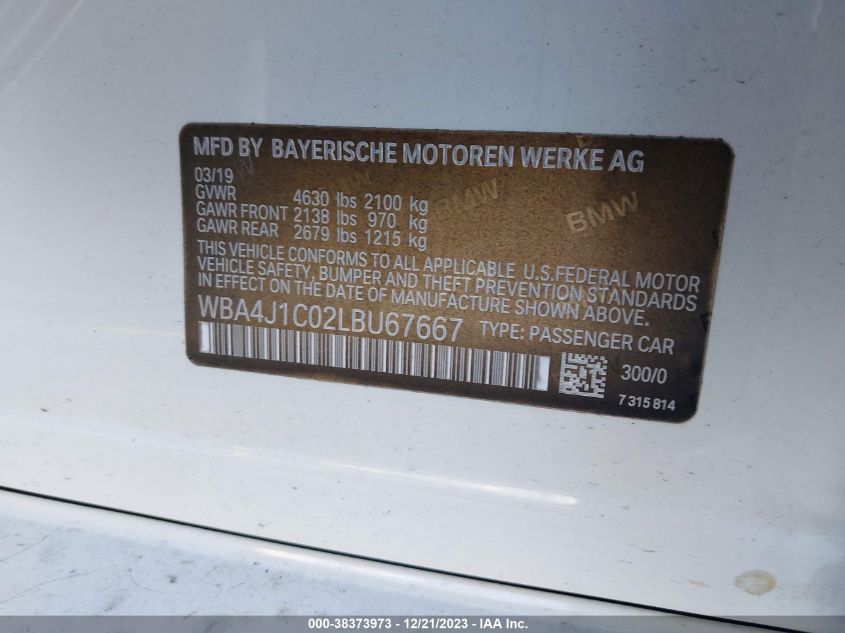 MFD BY BAYERISCHE MOTOREN WERKE AG
03/19
GVWR 4630 lbs 2100 kg
GAWR FRONT 2138 lbs 970 kg
GAWR REAR 2679 lbs 1215 kg
THIS VEHICLE CONFORMS TO ALL APPLICABLE U.S.FEDERAL MOTOR
VEHICLE SAFETY, BUMPER AND THEFT PREVENTION STANDARDS
IN EFFECT ON THE DATE OF MANUFACTURE SHOWN ABOVE.
WBA4J1C02LBU67667 TYPE: PASSENGER CAR
300/0
7 315 814
BMW
BMW
BMW
000-38373973 - 12/21/2023 - COPYRIGHT IAA, Inc.